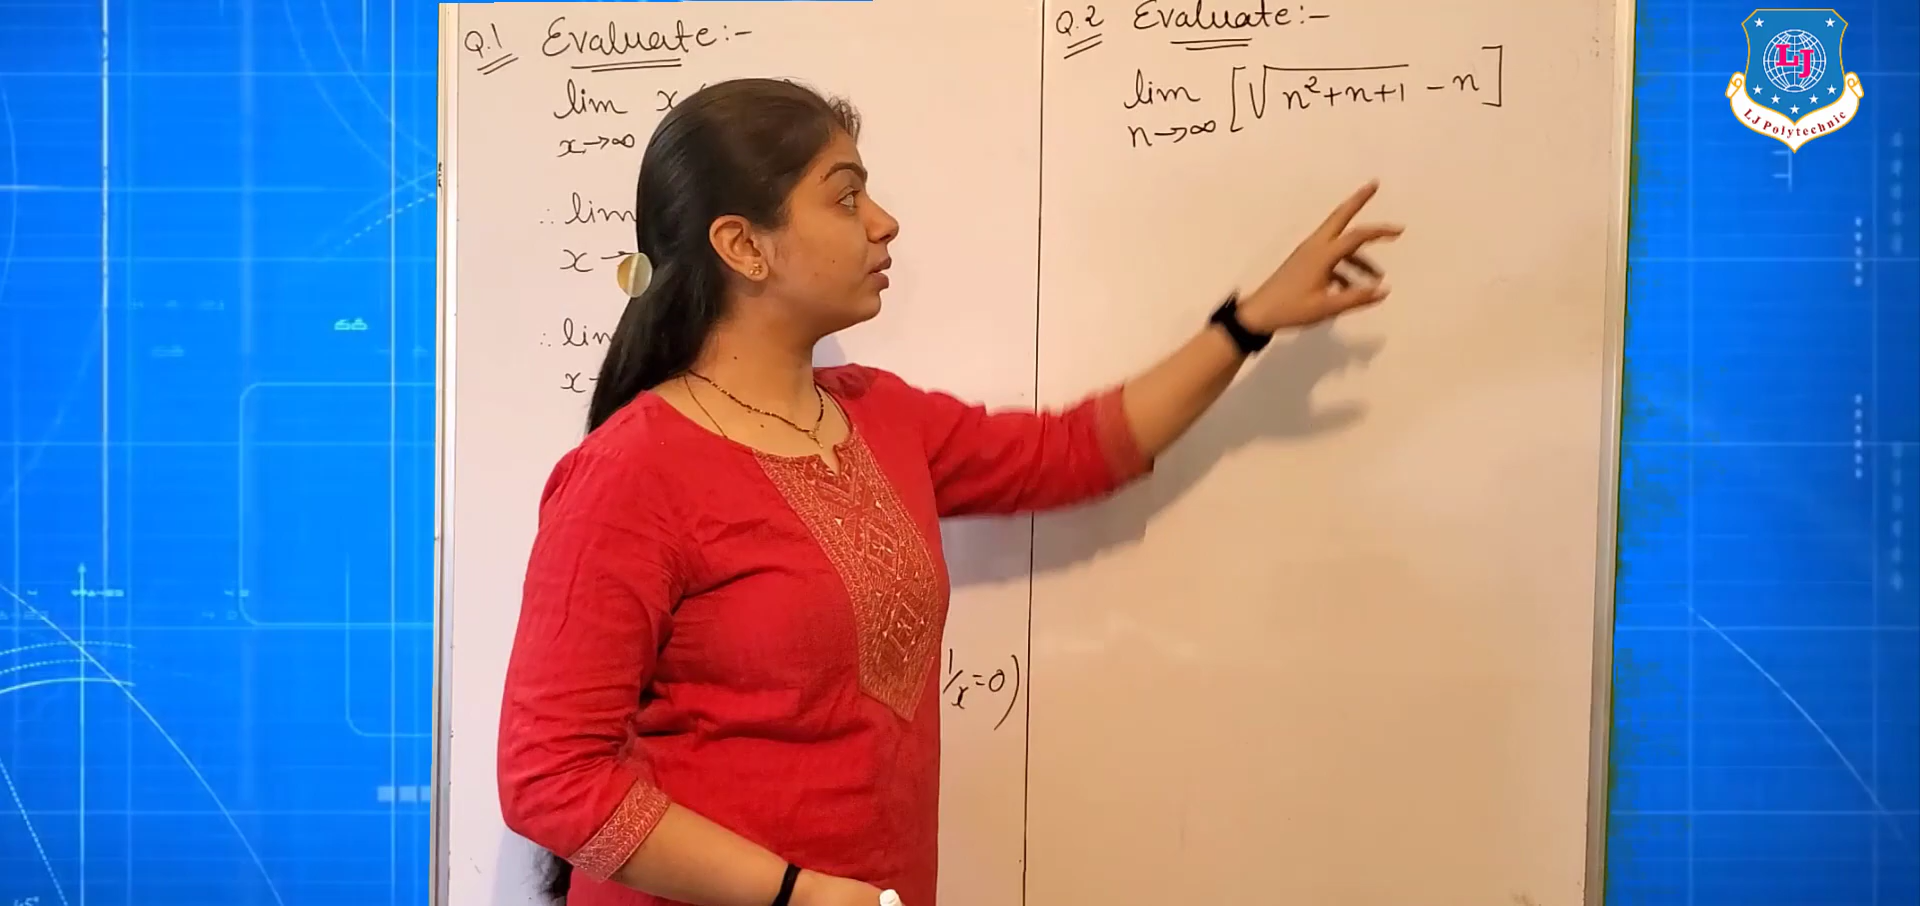 Q.1 Evaluate:-
lim x
x→∞
∴ lim
x→
∴ lim
x-
1/x=0)
Q.2 Evaluate:-
lim [√n²+n+1 - n]
n→∞
LJ
LJ Polytechnic